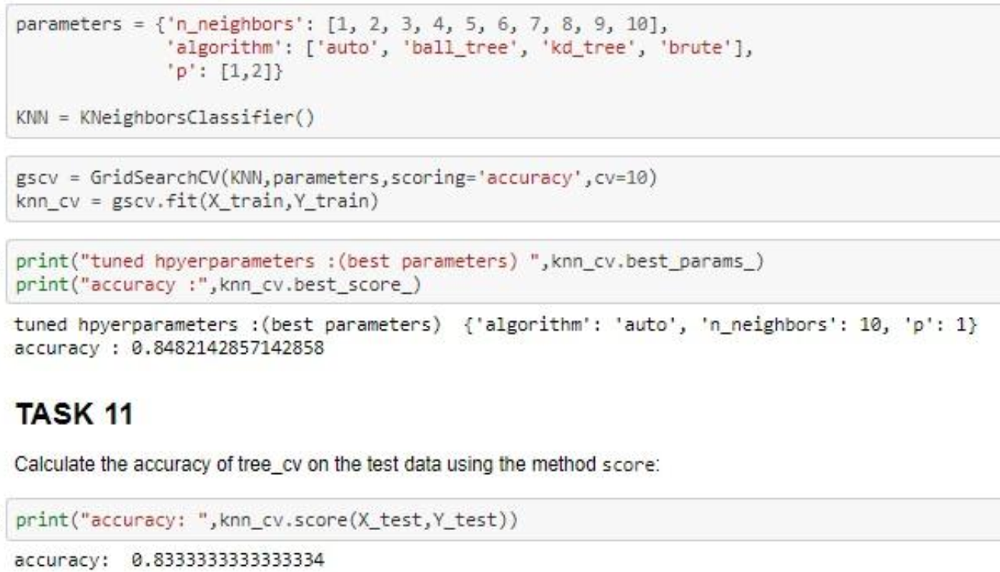 parameters = {'n_neighbors': [1, 2, 3, 4, 5, 6, 7, 8, 9, 10],
'algorithm': ['auto', 'ball_tree', 'kd_tree', 'brute'],
'p': [1,2]}
KNN = KNeighborsClassifier()
gscv = GridSearchCV(KNN,parameters,scoring='accuracy',cv=10)
knn_cv = gscv.fit(X_train,Y_train)
print("tuned hpyerparameters :(best parameters) ",knn_cv.best_params_)
print("accuracy :",knn_cv.best_score_)
tuned hpyerparameters :(best parameters)  {'algorithm': 'auto', 'n_neighbors': 10, 'p': 1}
accuracy : 0.8482142857142858
TASK 11
Calculate the accuracy of tree_cv on the test data using the method score:
print("accuracy: ",knn_cv.score(X_test,Y_test))
accuracy:  0.8333333333333334